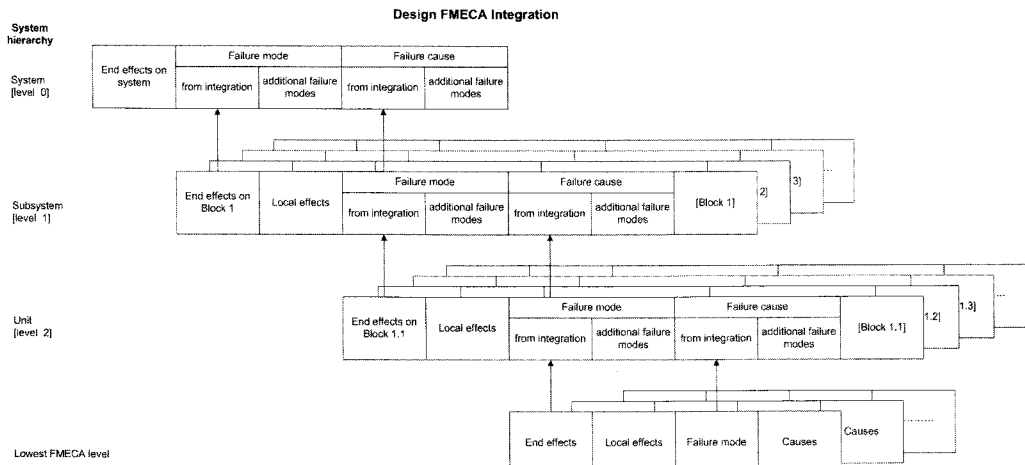 Design FMECA Integration
System
hierarchy
Failure mode
Failure cause
End effects on
system
System
[level 0]
from integration
additional failure
modes
from integration
additional failure
modes
...
3]
2]
Failure mode
Failure cause
End effects on
Block 1
Local effects
[Block 1]
Subsystem
[level 1]
from integration
additional failure
modes
from integration
additional failure
modes
...
1.3]
1.2]
Failure mode
Failure cause
Unit
[level 2]
End effects on
Block 1.1
Local effects
[Block 1.1]
from integration
additional failure
modes
from integration
additional failure
modes
........
Causes
End effects
Local effects
Failure mode
Causes
Lowest FMECA level